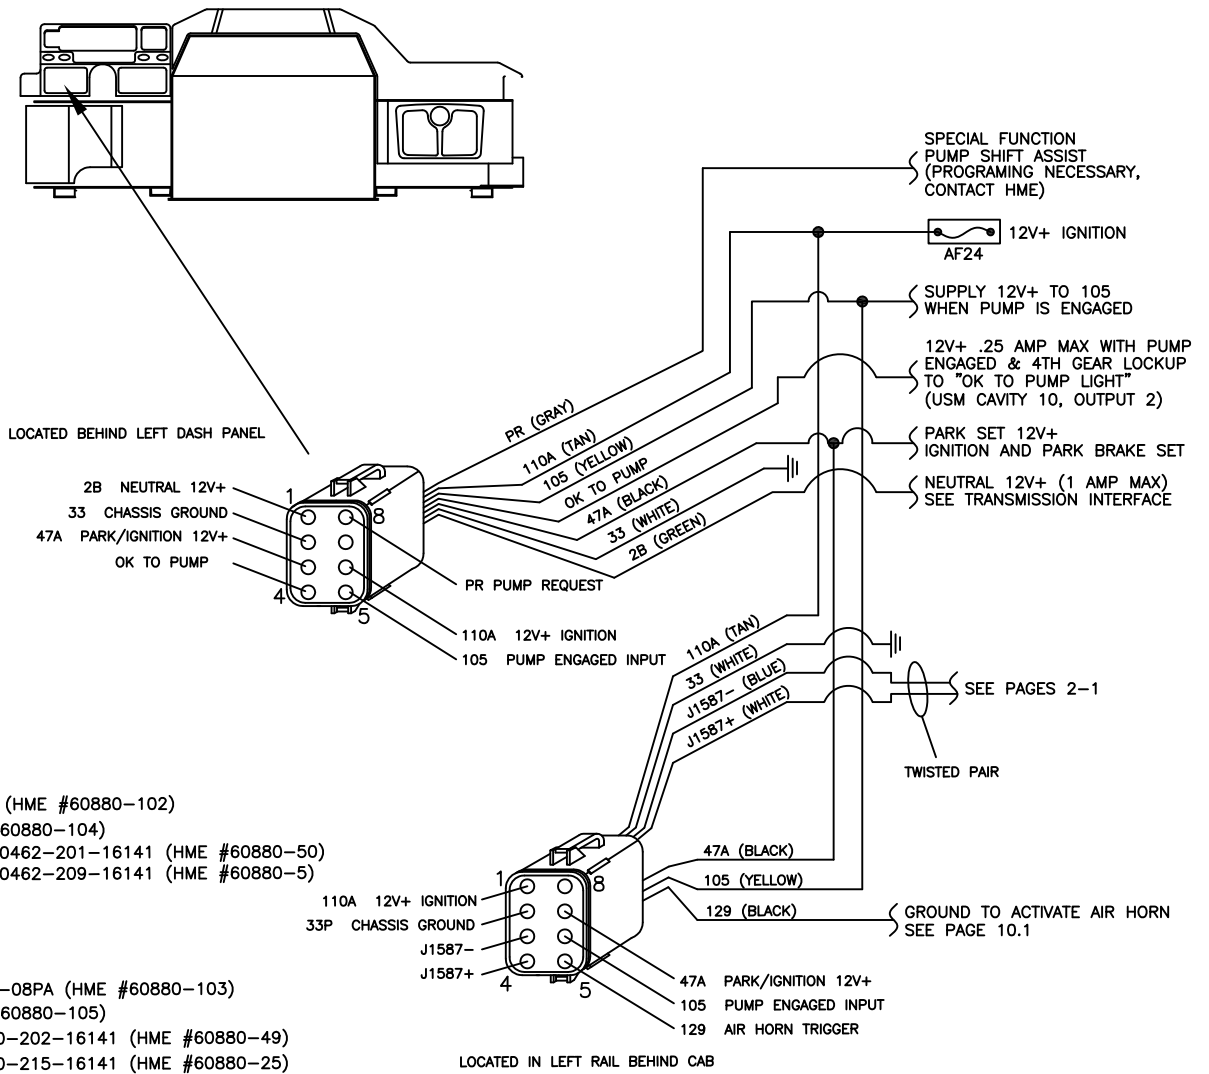 SPECIAL FUNCTION
PUMP SHIFT ASSIST
(PROGRAMING NECESSARY,
CONTACT HME)
12V+ IGNITION
AF24
SUPPLY 12V+ TO 105
WHEN PUMP IS ENGAGED
12V+ .25 AMP MAX WITH PUMP
ENGAGED & 4TH GEAR LOCKUP
TO "OK TO PUMP LIGHT"
(USM CAVITY 10, OUTPUT 2)
PARK SET 12V+
IGNITION AND PARK BRAKE SET
NEUTRAL 12V+ (1 AMP MAX)
SEE TRANSMISSION INTERFACE
PR (GRAY)
110A (TAN)
105 (YELLOW)
OK TO PUMP
47A (BLACK)
33 (WHITE)
2B (GREEN)
LOCATED BEHIND LEFT DASH PANEL
2B NEUTRAL 12V+
33 CHASSIS GROUND
47A PARK/IGNITION 12V+
OK TO PUMP
1
8
4
5
PR PUMP REQUEST
110A 12V+ IGNITION
105 PUMP ENGAGED INPUT
110A (TAN)
33 (WHITE)
J1587- (BLUE)
J1587+ (WHITE)
SEE PAGES 2-1
TWISTED PAIR
(HME #60880-102)
60880-104)
0462-201-16141 (HME #60880-50)
0462-209-16141 (HME #60880-5)
47A (BLACK)
105 (YELLOW)
129 (BLACK)
GROUND TO ACTIVATE AIR HORN
SEE PAGE 10.1
110A 12V+ IGNITION
33P CHASSIS GROUND
J1587-
J1587+
1
8
4
5
47A PARK/IGNITION 12V+
105 PUMP ENGAGED INPUT
129 AIR HORN TRIGGER
-08PA (HME #60880-103)
60880-105)
0-202-16141 (HME #60880-49)
0-215-16141 (HME #60880-25)
LOCATED IN LEFT RAIL BEHIND CAB